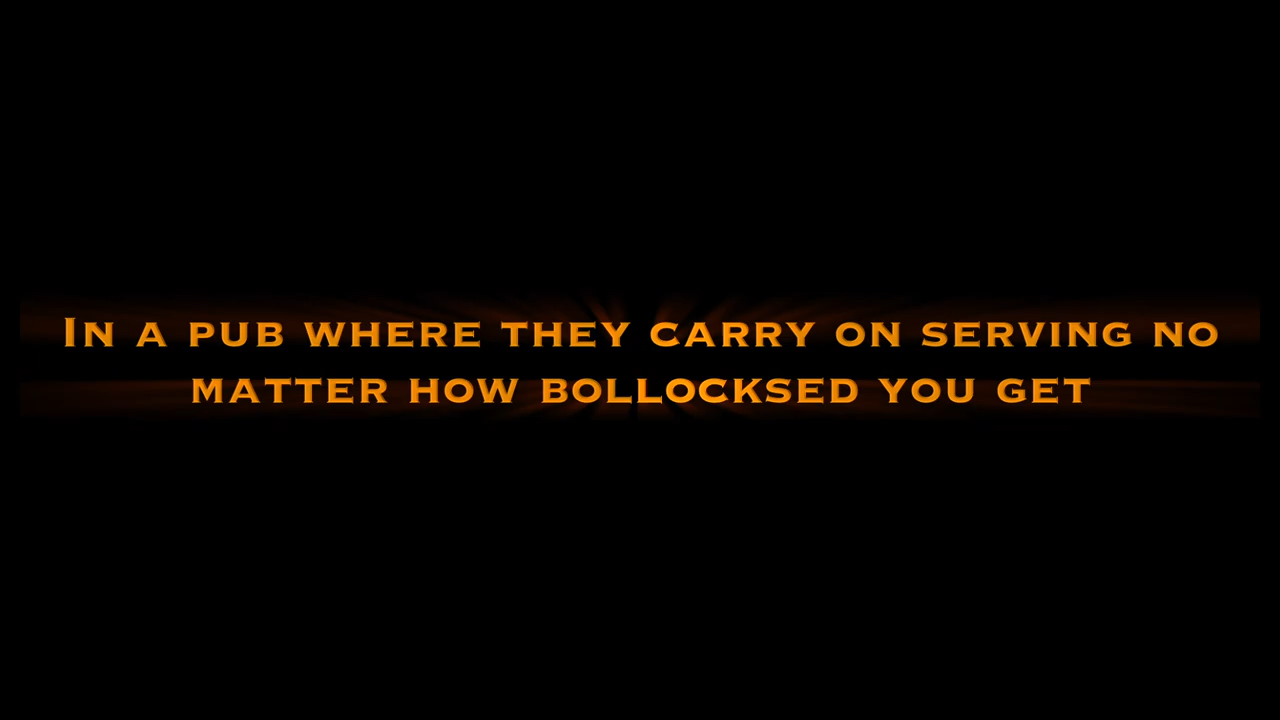 In a pub where they carry on serving no
matter how bollocksed you get